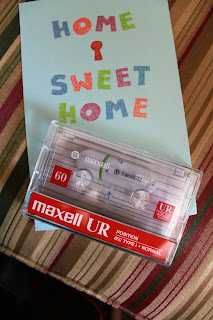 HOME
SWEET
HOME
B maxell
60
UR
maxell UR
POSITION
IEC TYPE I • NORMAL